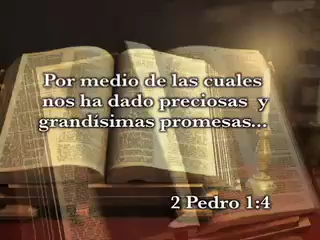 Por medio de las cuales
nos ha dado preciosas y
grandísimas promesas...
2 Pedro 1:4